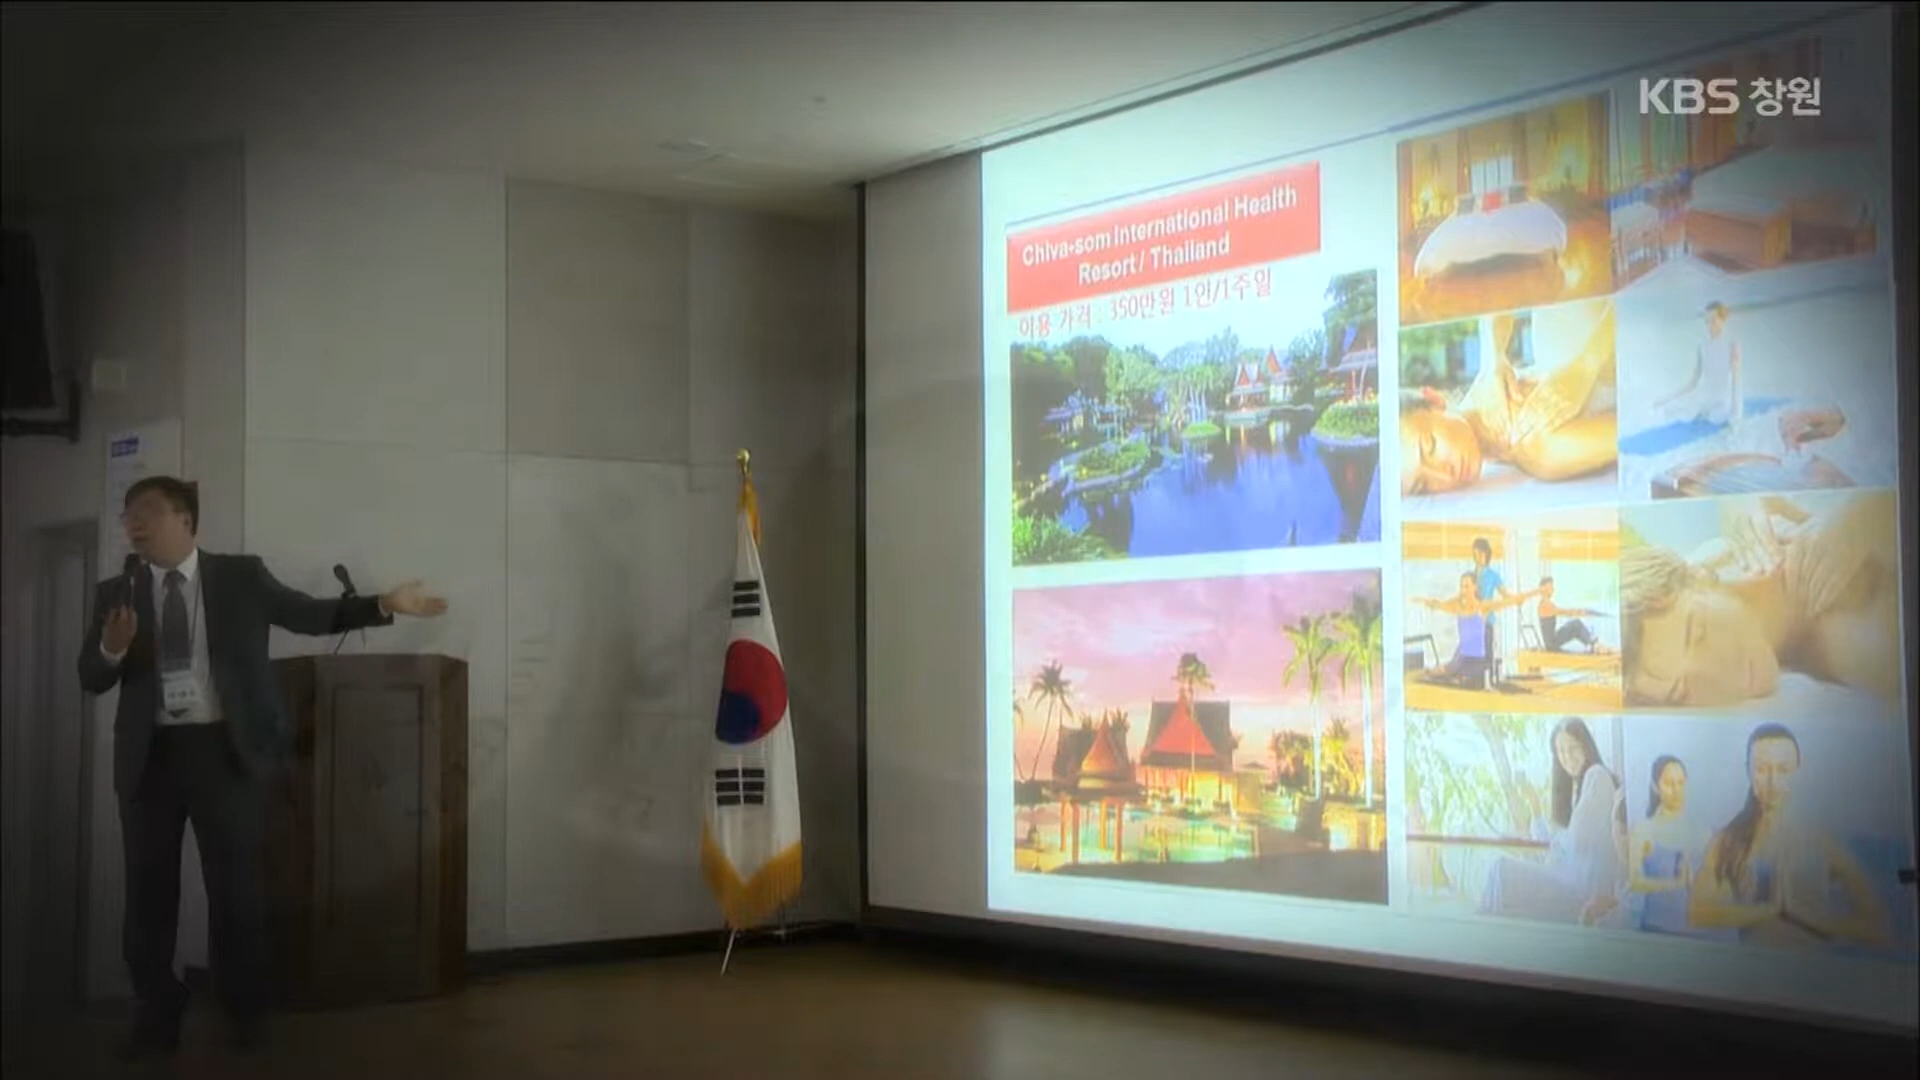 KBS 창원
Chiva-som International Health
Resort / Thailand
이용 가격 : 350만원 1인/1주일